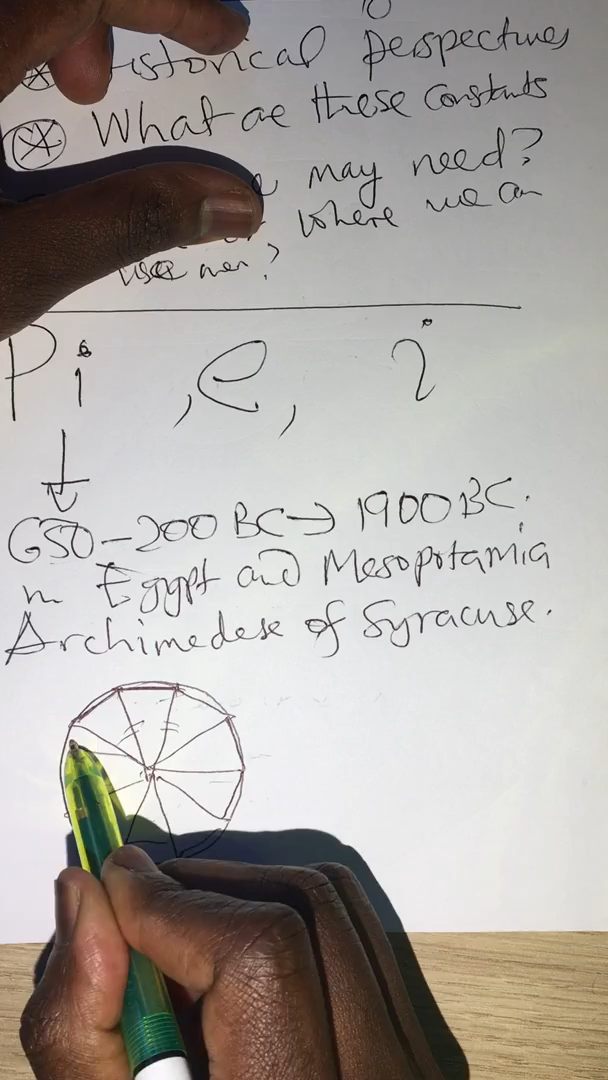 Historical perspectives
What are these constants
may need?
Where we can
use
Pi , e, i
650-200 BC → 1900 BC.
in Egypt and Mesopotamia
Archimedese of Syracuse.